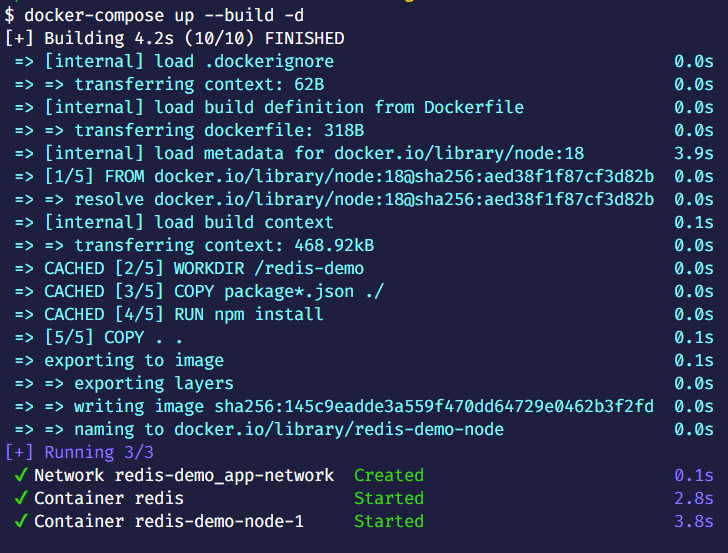 $ docker-compose up --build -d
[+] Building 4.2s (10/10) FINISHED
=> [internal] load .dockerignore 0.0s
=> => transferring context: 62B 0.0s
=> [internal] load build definition from Dockerfile 0.0s
=> => transferring dockerfile: 318B 0.0s
=> [internal] load metadata for docker.io/library/node:18 3.9s
=> [1/5] FROM docker.io/library/node:18@sha256:aed38f1f87cf3d82b 0.0s
=> => resolve docker.io/library/node:18@sha256:aed38f1f87cf3d82b 0.0s
=> [internal] load build context 0.1s
=> => transferring context: 468.92kB 0.0s
=> CACHED [2/5] WORKDIR /redis-demo 0.0s
=> CACHED [3/5] COPY package*.json ./ 0.0s
=> CACHED [4/5] RUN npm install 0.0s
=> [5/5] COPY . . 0.1s
=> exporting to image 0.1s
=> => exporting layers 0.0s
=> => writing image sha256:145c9eadde3a559f470dd64729e0462b3f2fd 0.0s
=> => naming to docker.io/library/redis-demo-node 0.0s
[+] Running 3/3
✓ Network redis-demo_app-network Created 0.1s
✓ Container redis Started 2.8s
✓ Container redis-demo-node-1 Started 3.8s